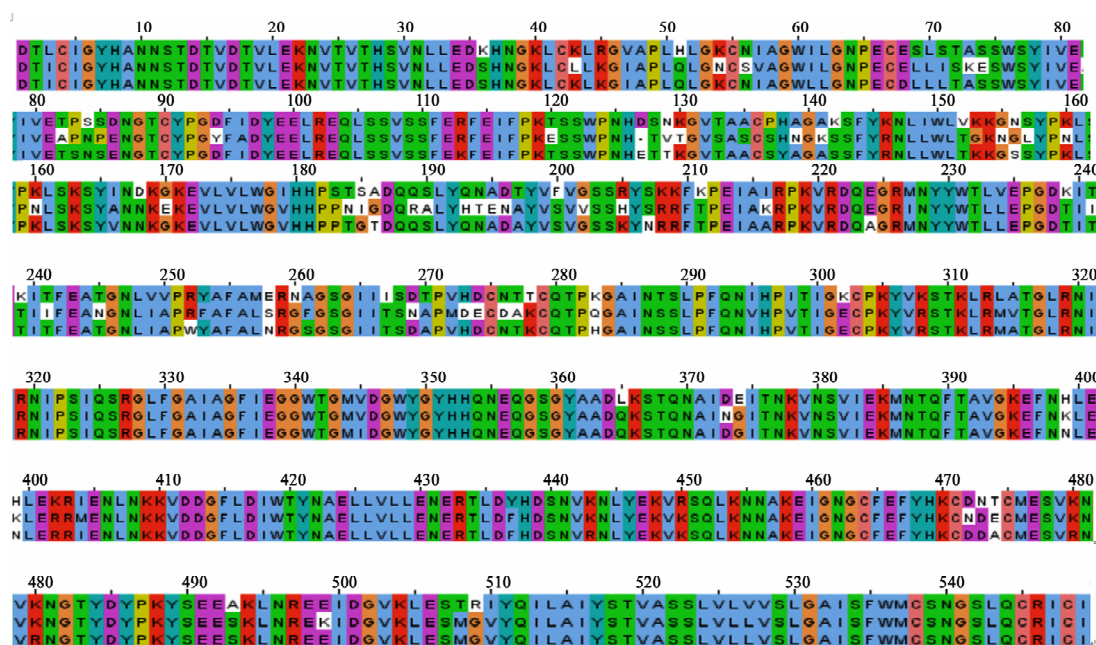 10 20 30 40 50 60 70 80
DTLCIGYHANNSTDTVDTVLEKNVTVTHSVNLLEDKHNGKLCKLRGVAPLHLGKCNIAGWILGNPECESLSTASSWSYIVE
DTICIGYHANNSTDTVDTVLEKNVTVTHSVNLLEDSHNGKLCLLKGIAPLQLGNCSVAGWILGNPECELLISKESWSYIVE
DTICIGYHANNSTDTVDTVLEKNVTVTHSVNLLEDSHNGKLCKLKGIAPLQLGKCNIAGWLLGNPECDLLLTASSWSYIVE
80 90 100 110 120 130 140 150 160
IVETPSSDNGTCYPGDFIDYEELREQLSSVSSFERFEIFPKTSSWPNHDSNKGVTAACPHAGAKSFYKNLIWLVKKGNSYPKL
IVEAPNPENGTCYPGYFADYEELREQLSSVSSFERFEIFPKESSWPNH-TVTGVSASCSHNGKSSFYRNLLWLTGKNGLYPNL
IVETSNSENGTCYPGDFIDYEELREQLSSVSSFEKFEIFPKTSSWPNHETTKGVTAACSYAGASSFYRNLLWLTKKGSSYPKL
160 170 180 190 200 210 220 230 240
PKLSKSYINDKGKEVLVLWGIHHPSTSADQQSLYQNADTYVFVGSSRYSKKFKPEIAIRPKVRDQEGRMNYYWTLVEPGDKIT
PNLSKSYANNKEKEVLVLWGVHHPPNIGDQRALYHTENAYVSVVSSHYSRRFTPEIAKRPKVRDQEGRINYYWTLLEPGDTII
PKLSKSYVNNKGKEVLVLWGVHHPPTGTDQQSLYQNADAYVSVGSSKYNRRFTPEIAARPKVRDQAGRMNYYWTLLEPGDTIT
240 250 260 270 280 290 300 310 320
KITFEATGNLVVPRYAFAMERNAGSGIIISDTPVHDCNTTCQTPKGAINTSLPFQNIHPITIGKCPKYVKSTKLRLATGLRNI
TIIFEANGNLIAPRFAFALSRGFGSGIITSNAPMDECDAKCQTPQGAINSSLPFQNVHPVTIGECPKYVRSTKLRMVTGLRNI
TITFEATGNLIAPWYAFALNRGSGSGIITSDAPVHDCNTKCQTPHGAINSSLPFQNIHPVTIGECPKYVRSTKLRMATGLRNI
320 330 340 350 360 370 380 390 400
RNIPSIQSRGLFGAIAGFIEGGWTGMVDGWYGYHHQNEQGSGYAADLKSTQNAIDEITNKVNSVIEKMNTQFTAVGKEFNHLE
RNIPSIQSRGLFGAIAGFIEGGWTGMVDGWYGYHHQNEQGSGYAADQKSTQNAINGITNKVNSVIEKMNTQFTAVGKEFNKLE
RNIPSIQSRGLFGAIAGFIEGGWTGMIDGWYGYHHQNEQGSGYAADQKSTQNAIDGITNKVNSVIEKMNTQFTAVGKEFNNLE
400 410 420 430 440 450 460 470 480
HLEKRIENLNKKVDDGFLDIWTYNAELLVLLENERTLDYHDSNVKNLYEKVRSQLKNNAKEIGNGCFEFYHKCDNTCMESVKN
KLERRMENLNKKVDDGFLDIWTYNAELLVLLENERTLDFHDSNVKNLYEKVKSQLKNNAKEIGNGCFEFYHKCNDECMESVKN
NLERRIENLNKKVDDGFLDIWTYNAELLVLLENERTLDFHDSNVRNLYEKVKSQLKNNAKEIGNGCFEFYHKCDDACMESVRN
480 490 500 510 520 530 540
VKNGTYDYPKYSEEAKLNREEIDGVKLESTRIYQILAIYSTVASSLVLVVSLGAISFWMCSNGSLQCRICI
VKNGTYDYPKYSEESKLNREKIDGVKLESMGVYQILAIYSTVASSLVLLVSLGAISFWMCSNGSLQCRICI
VRNGTYDYPKYSEESKLNREEIDGVKLESMGVYQILAIYSTVASSLVLLVSLGAISFWMCSNGSLQCRICI